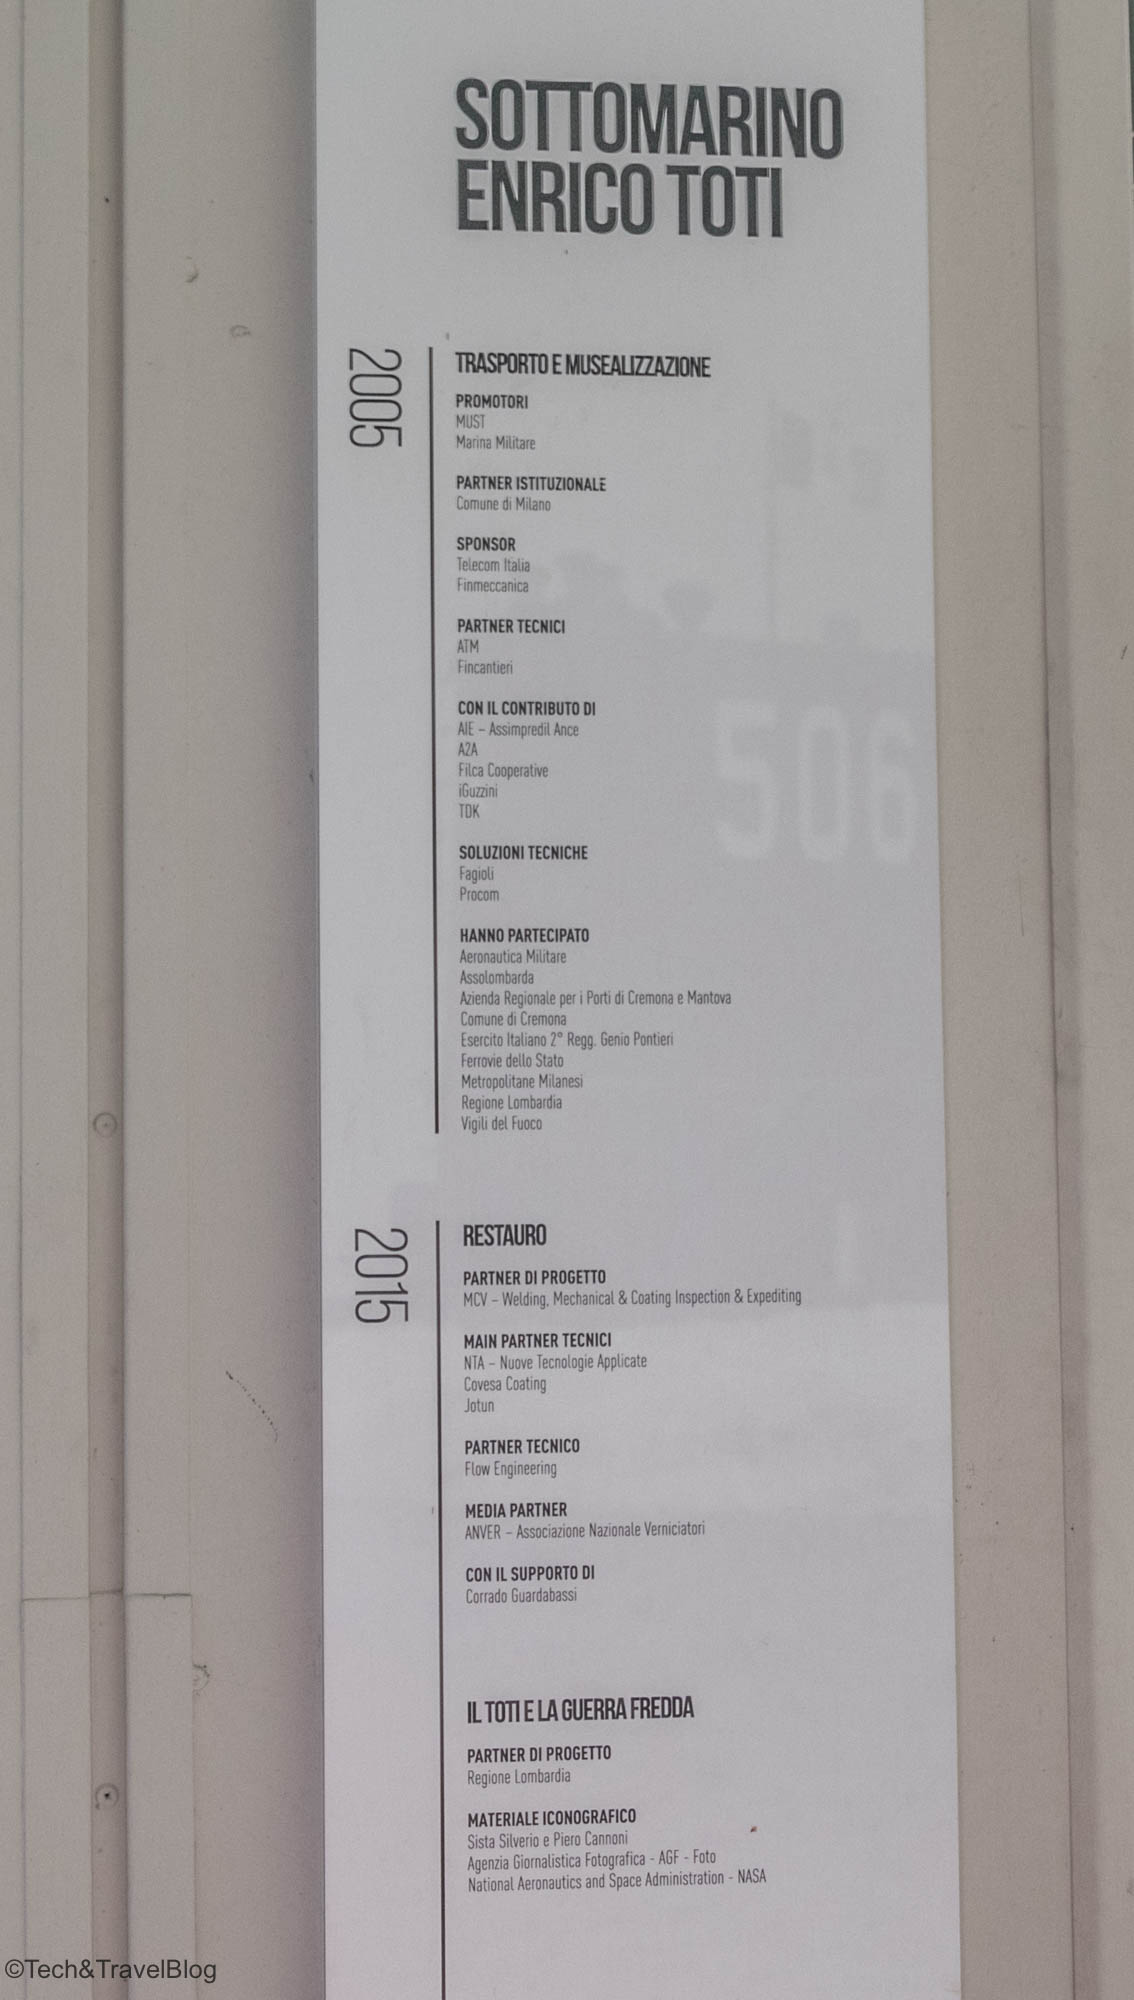 SOTTOMARINO
ENRICO TOTI
2005
TRASPORTO E MUSEALIZZAZIONE
PROMOTORI
MUST
Marina Militare
PARTNER ISTITUZIONALE
Comune di Milano
SPONSOR
Telecom Italia
Finmeccanica
PARTNER TECNICI
ATM
Fincantieri
CON IL CONTRIBUTO DI
AIE – Assimpredil Ance
A2A
Filca Cooperative
iGuzzini
TDK
SOLUZIONI TECNICHE
Fagioli
Procom
HANNO PARTECIPATO
Aeronautica Militare
Assolombarda
Azienda Regionale per i Porti di Cremona e Mantova
Comune di Cremona
Esercito Italiano 2° Regg. Genio Pontieri
Ferrovie dello Stato
Metropolitane Milanesi
Regione Lombardia
Vigili del Fuoco
506
2015
RESTAURO
PARTNER DI PROGETTO
MCV – Welding, Mechanical & Coating Inspection & Expediting
MAIN PARTNER TECNICI
NTA – Nuove Tecnologie Applicate
Covesa Coating
Jotun
PARTNER TECNICO
Flow Engineering
MEDIA PARTNER
ANVER – Associazione Nazionale Verniciatori
CON IL SUPPORTO DI
Corrado Guardabassi
IL TOTI E LA GUERRA FREDDA
PARTNER DI PROGETTO
Regione Lombardia
MATERIALE ICONOGRAFICO
Sista Silverio e Piero Cannoni
Agenzia Giornalistica Fotografica - AGF - Foto
National Aeronautics and Space Administration - NASA
©Tech&TravelBlog